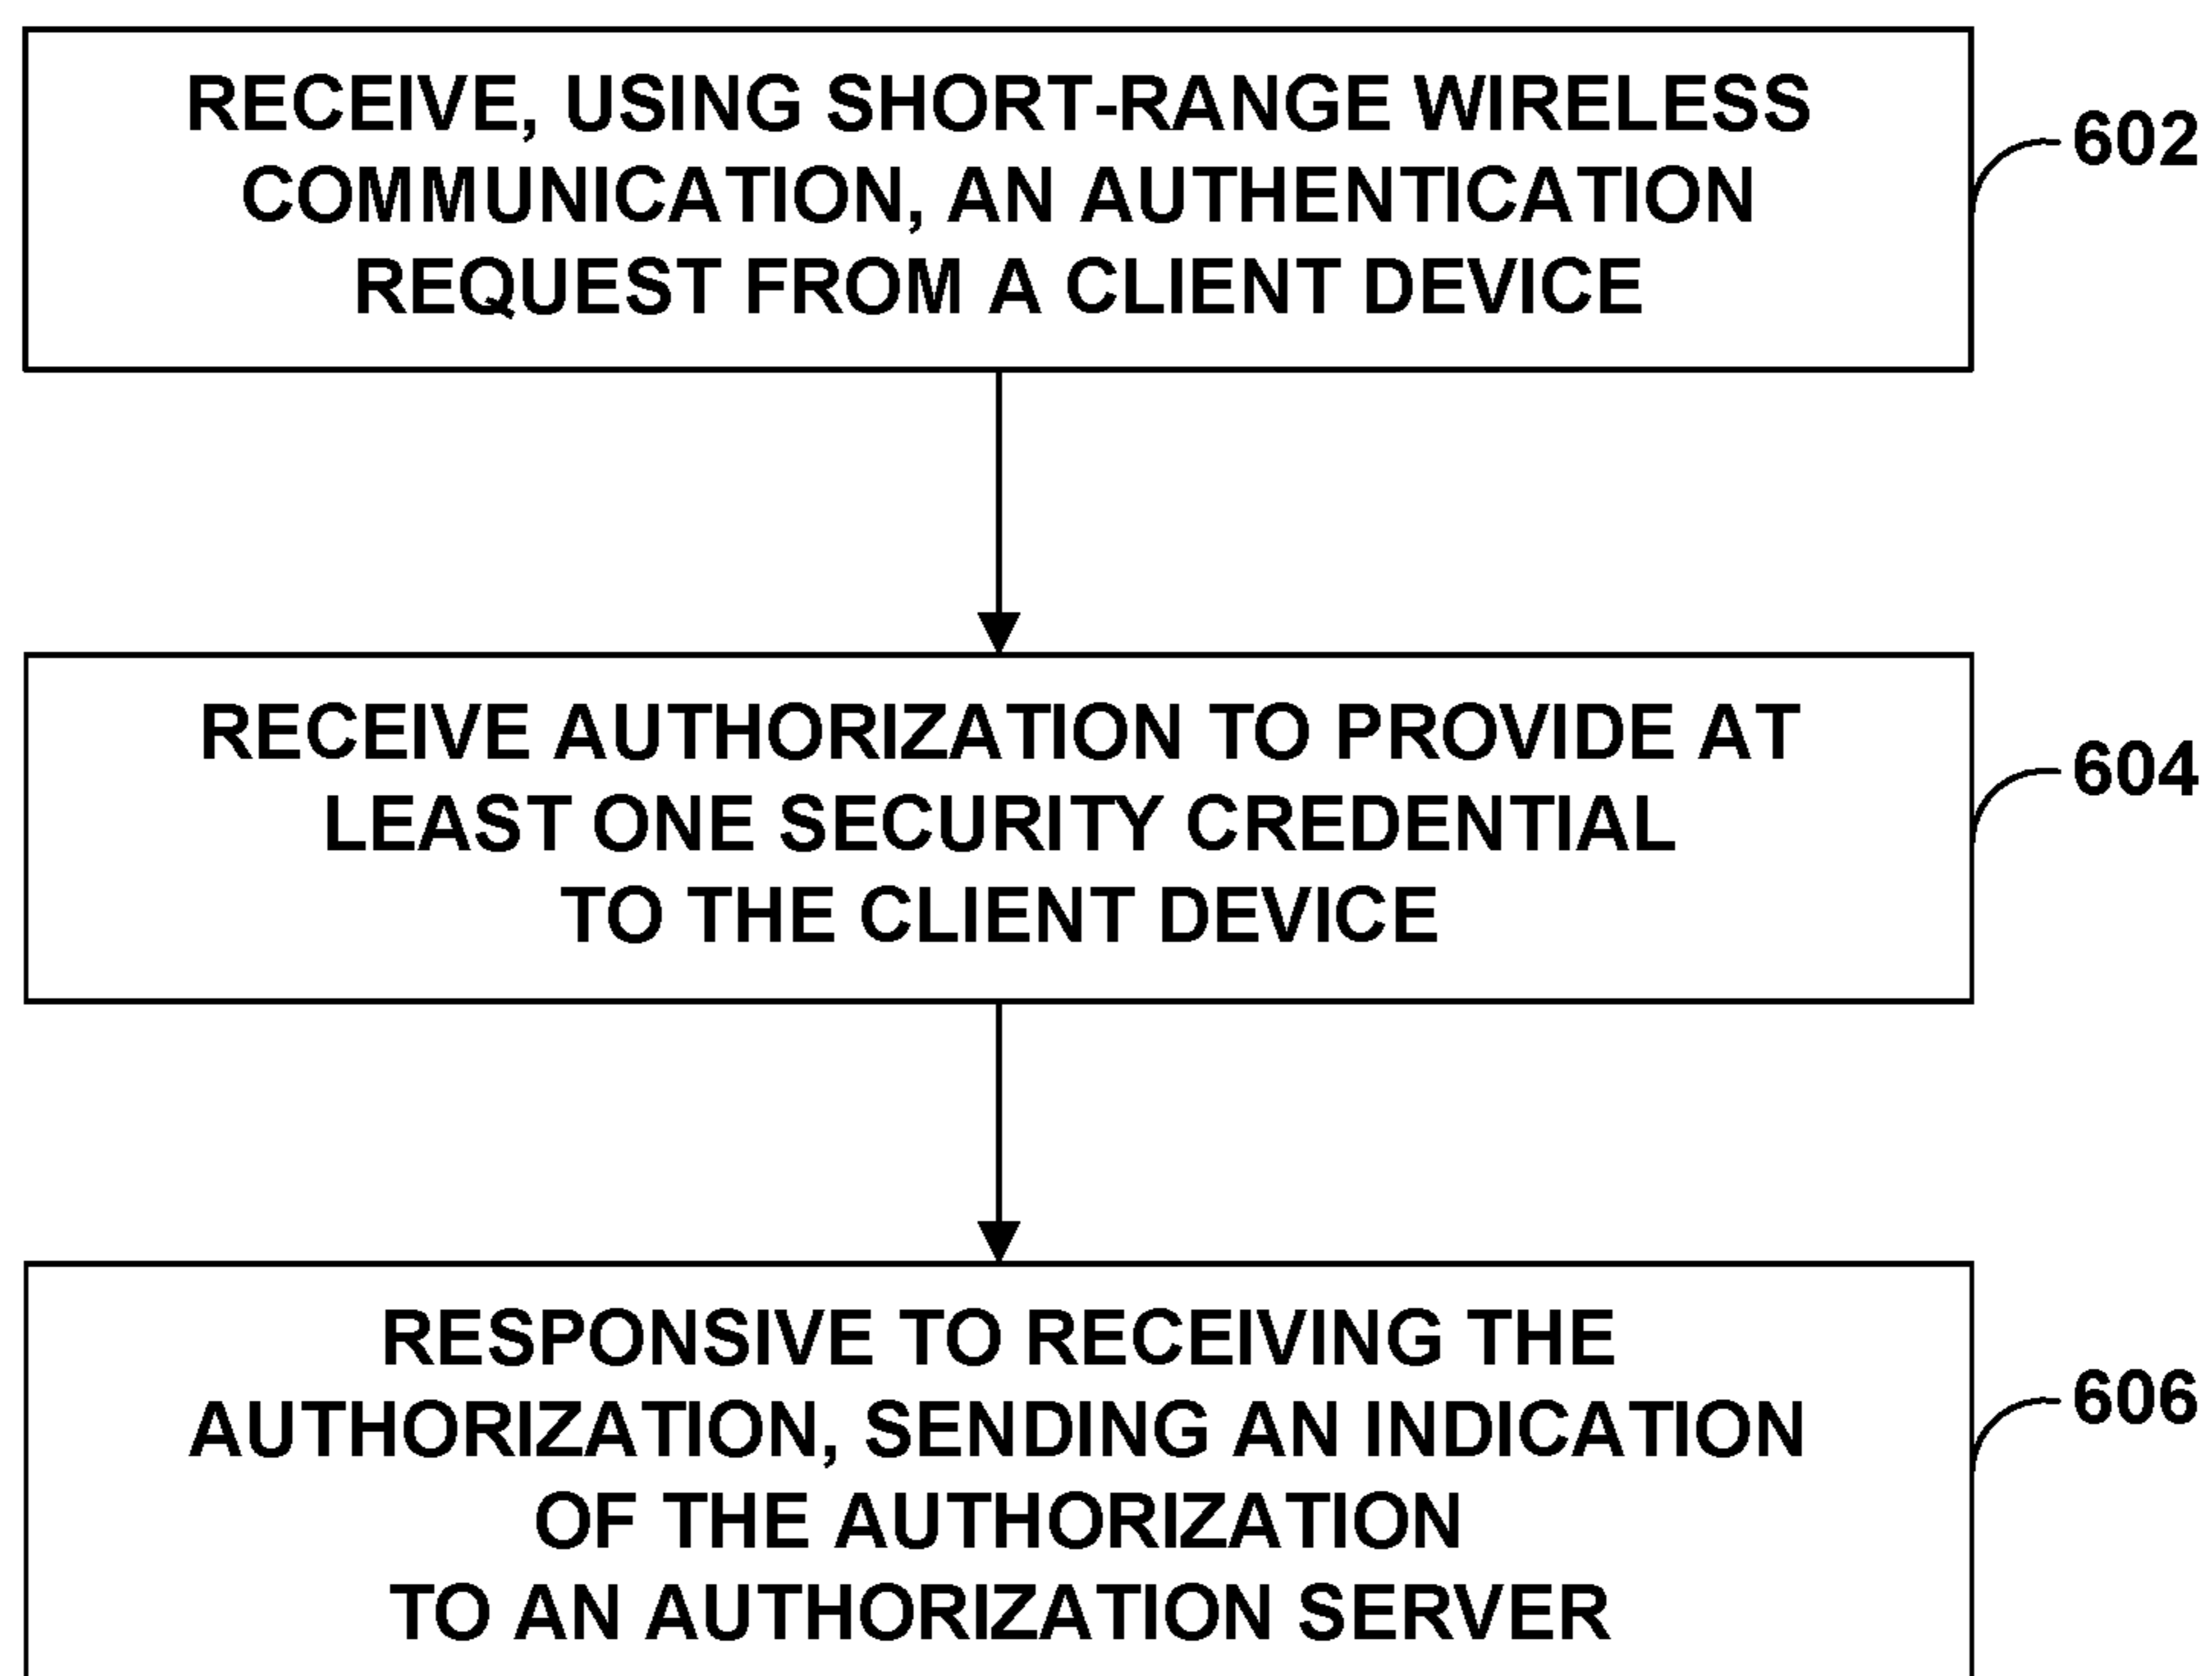 RECEIVE, USING SHORT-RANGE WIRELESS
COMMUNICATION, AN AUTHENTICATION
REQUEST FROM A CLIENT DEVICE
602
RECEIVE AUTHORIZATION TO PROVIDE AT
LEAST ONE SECURITY CREDENTIAL
TO THE CLIENT DEVICE
604
RESPONSIVE TO RECEIVING THE
AUTHORIZATION, SENDING AN INDICATION
OF THE AUTHORIZATION
TO AN AUTHORIZATION SERVER
606